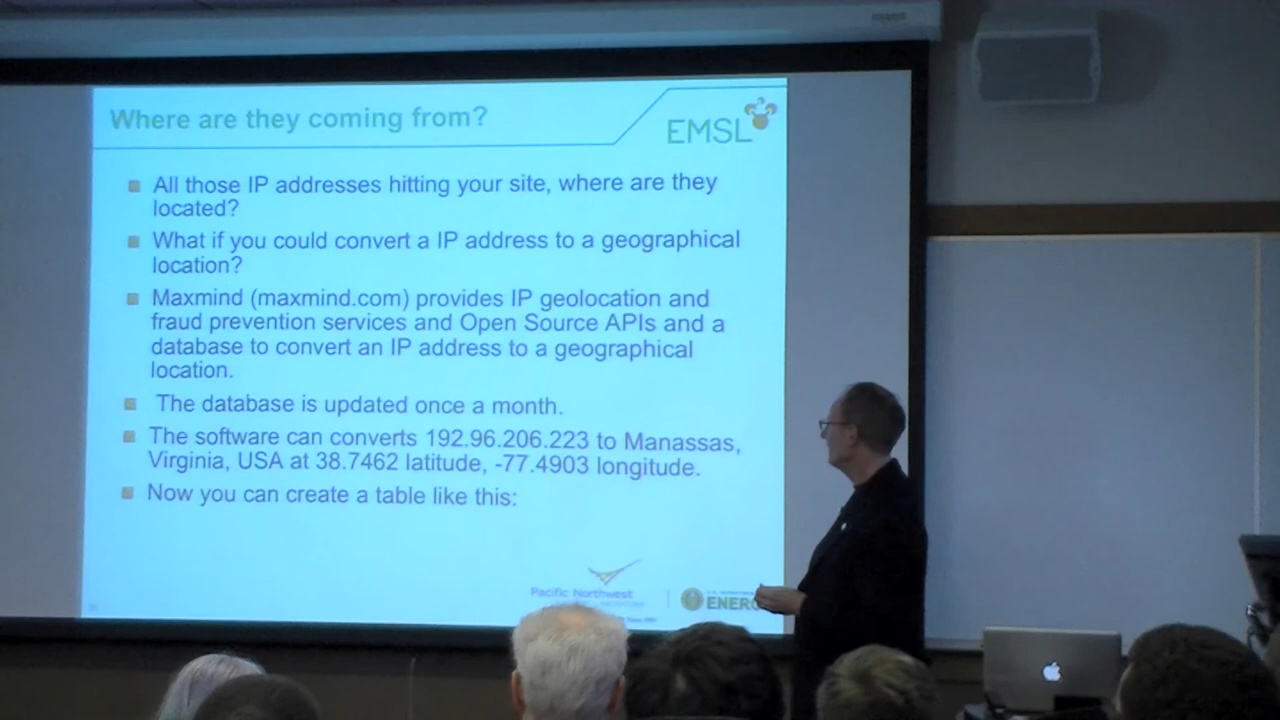 Where are they coming from?
EMSL
All those IP addresses hitting your site, where are they
located?
What if you could convert a IP address to a geographical
location?
Maxmind (maxmind.com) provides IP geolocation and
fraud prevention services and Open Source APIs and a
database to convert an IP address to a geographical
location.
The database is updated once a month.
The software can converts 192.96.206.223 to Manassas,
Virginia, USA at 38.7462 latitude, -77.4903 longitude.
Now you can create a table like this:
Pacific Northwest